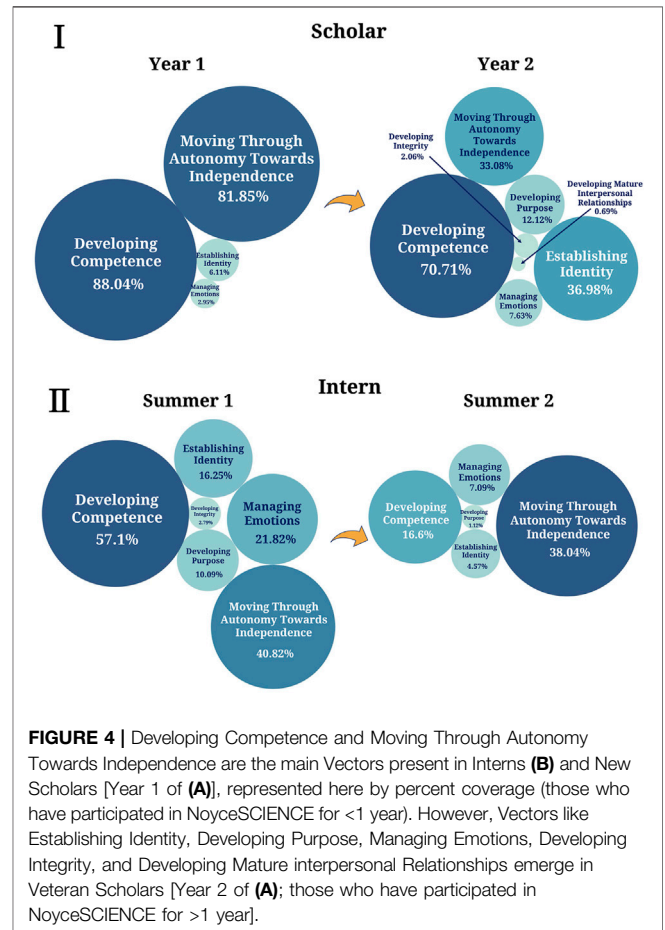 I
Scholar
Year 1
Moving Through
Autonomy Towards
Independence
81.85%
Developing
Competence
88.04%
Establishing
Identity
6.11%
Managing
Emotions
2.95%
Year 2
Moving Through
Autonomy
Towards
Independence
33.08%
Developing
Integrity
2.06%
Developing
Purpose
12.12%
Developing Mature
Interpersonal
Relationships
0.69%
Developing
Competence
70.71%
Establishing
Identity
36.98%
Managing
Emotions
7.63%
II
Intern
Summer 1
Establishing
Identity
16.25%
Developing
Competence
57.1%
Developing
Integrity
2.79%
Managing
Emotions
21.82%
Developing
Purpose
10.09%
Moving Through
Autonomy Towards
Independence
40.82%
Summer 2
Managing
Emotions
7.09%
Developing
Competence
16.6%
Developing
Purpose
Moving Through
Autonomy Towards
Independence
38.04%
Establishing
Identity
4.57%
FIGURE 4 | Developing Competence and Moving Through Autonomy
Towards Independence are the main Vectors present in Interns (B) and New
Scholars [Year 1 of (A)], represented here by percent coverage (those who
have participated in NoyceSCIENCE for <1 year). However, Vectors like
Establishing Identity, Developing Purpose, Managing Emotions, Developing
Integrity, and Developing Mature interpersonal Relationships emerge in
Veteran Scholars [Year 2 of (A); those who have participated in
NoyceSCIENCE for >1 year].